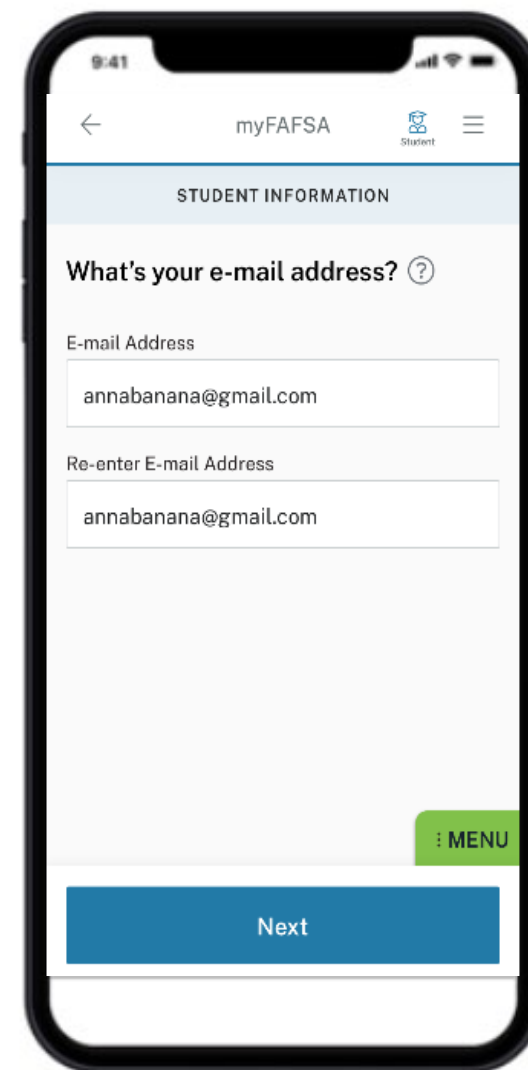 9:41
myFAFSA
Student
STUDENT INFORMATION
What's your e-mail address? ?
E-mail Address
annabanana@gmail.com
Re-enter E-mail Address
annabanana@gmail.com
⋮ MENU
Next